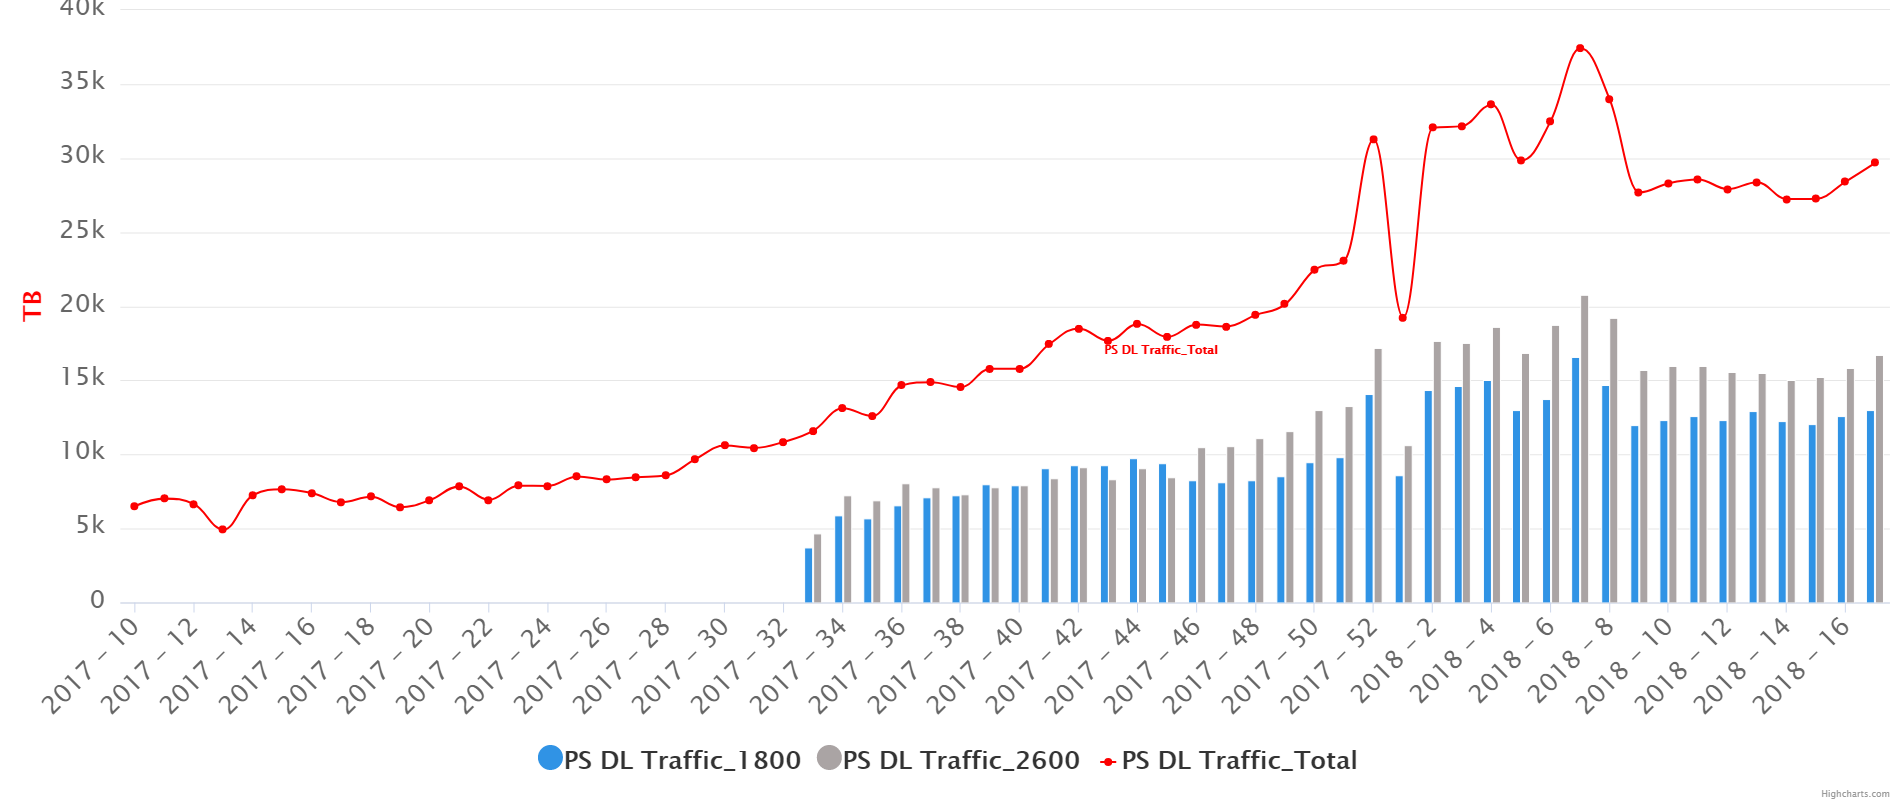 40k
35k
30k
25k
20k
15k
10k
5k
0
TB
PS DL Traffic_Total
2017 – 10
2017 – 12
2017 – 14
2017 – 16
2017 – 18
2017 – 20
2017 – 22
2017 – 24
2017 – 26
2017 – 28
2017 – 30
2017 – 32
2017 – 34
2017 – 36
2017 – 38
2017 – 40
2017 – 42
2017 – 44
2017 – 46
2017 – 48
2017 – 50
2017 – 52
2018 – 2
2018 – 4
2018 – 6
2018 – 8
2018 – 10
2018 – 12
2018 – 14
2018 – 16
PS DL Traffic_1800 PS DL Traffic_2600 PS DL Traffic_Total
Highcharts.com